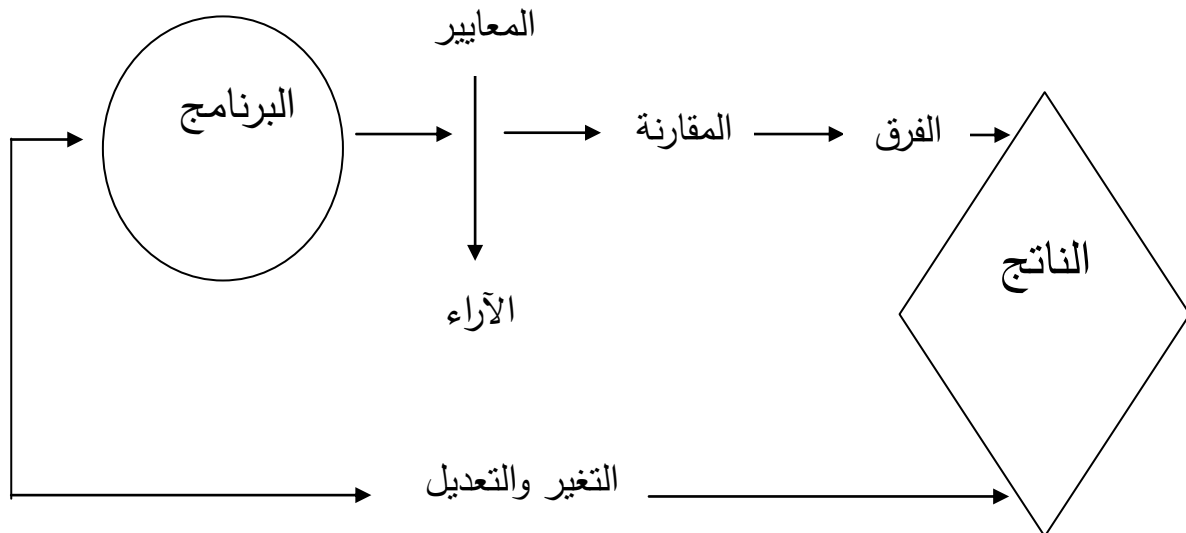 المعايير
البرنامج
المقارنة
الفرق
الناتج
الآراء
التغير والتعديل